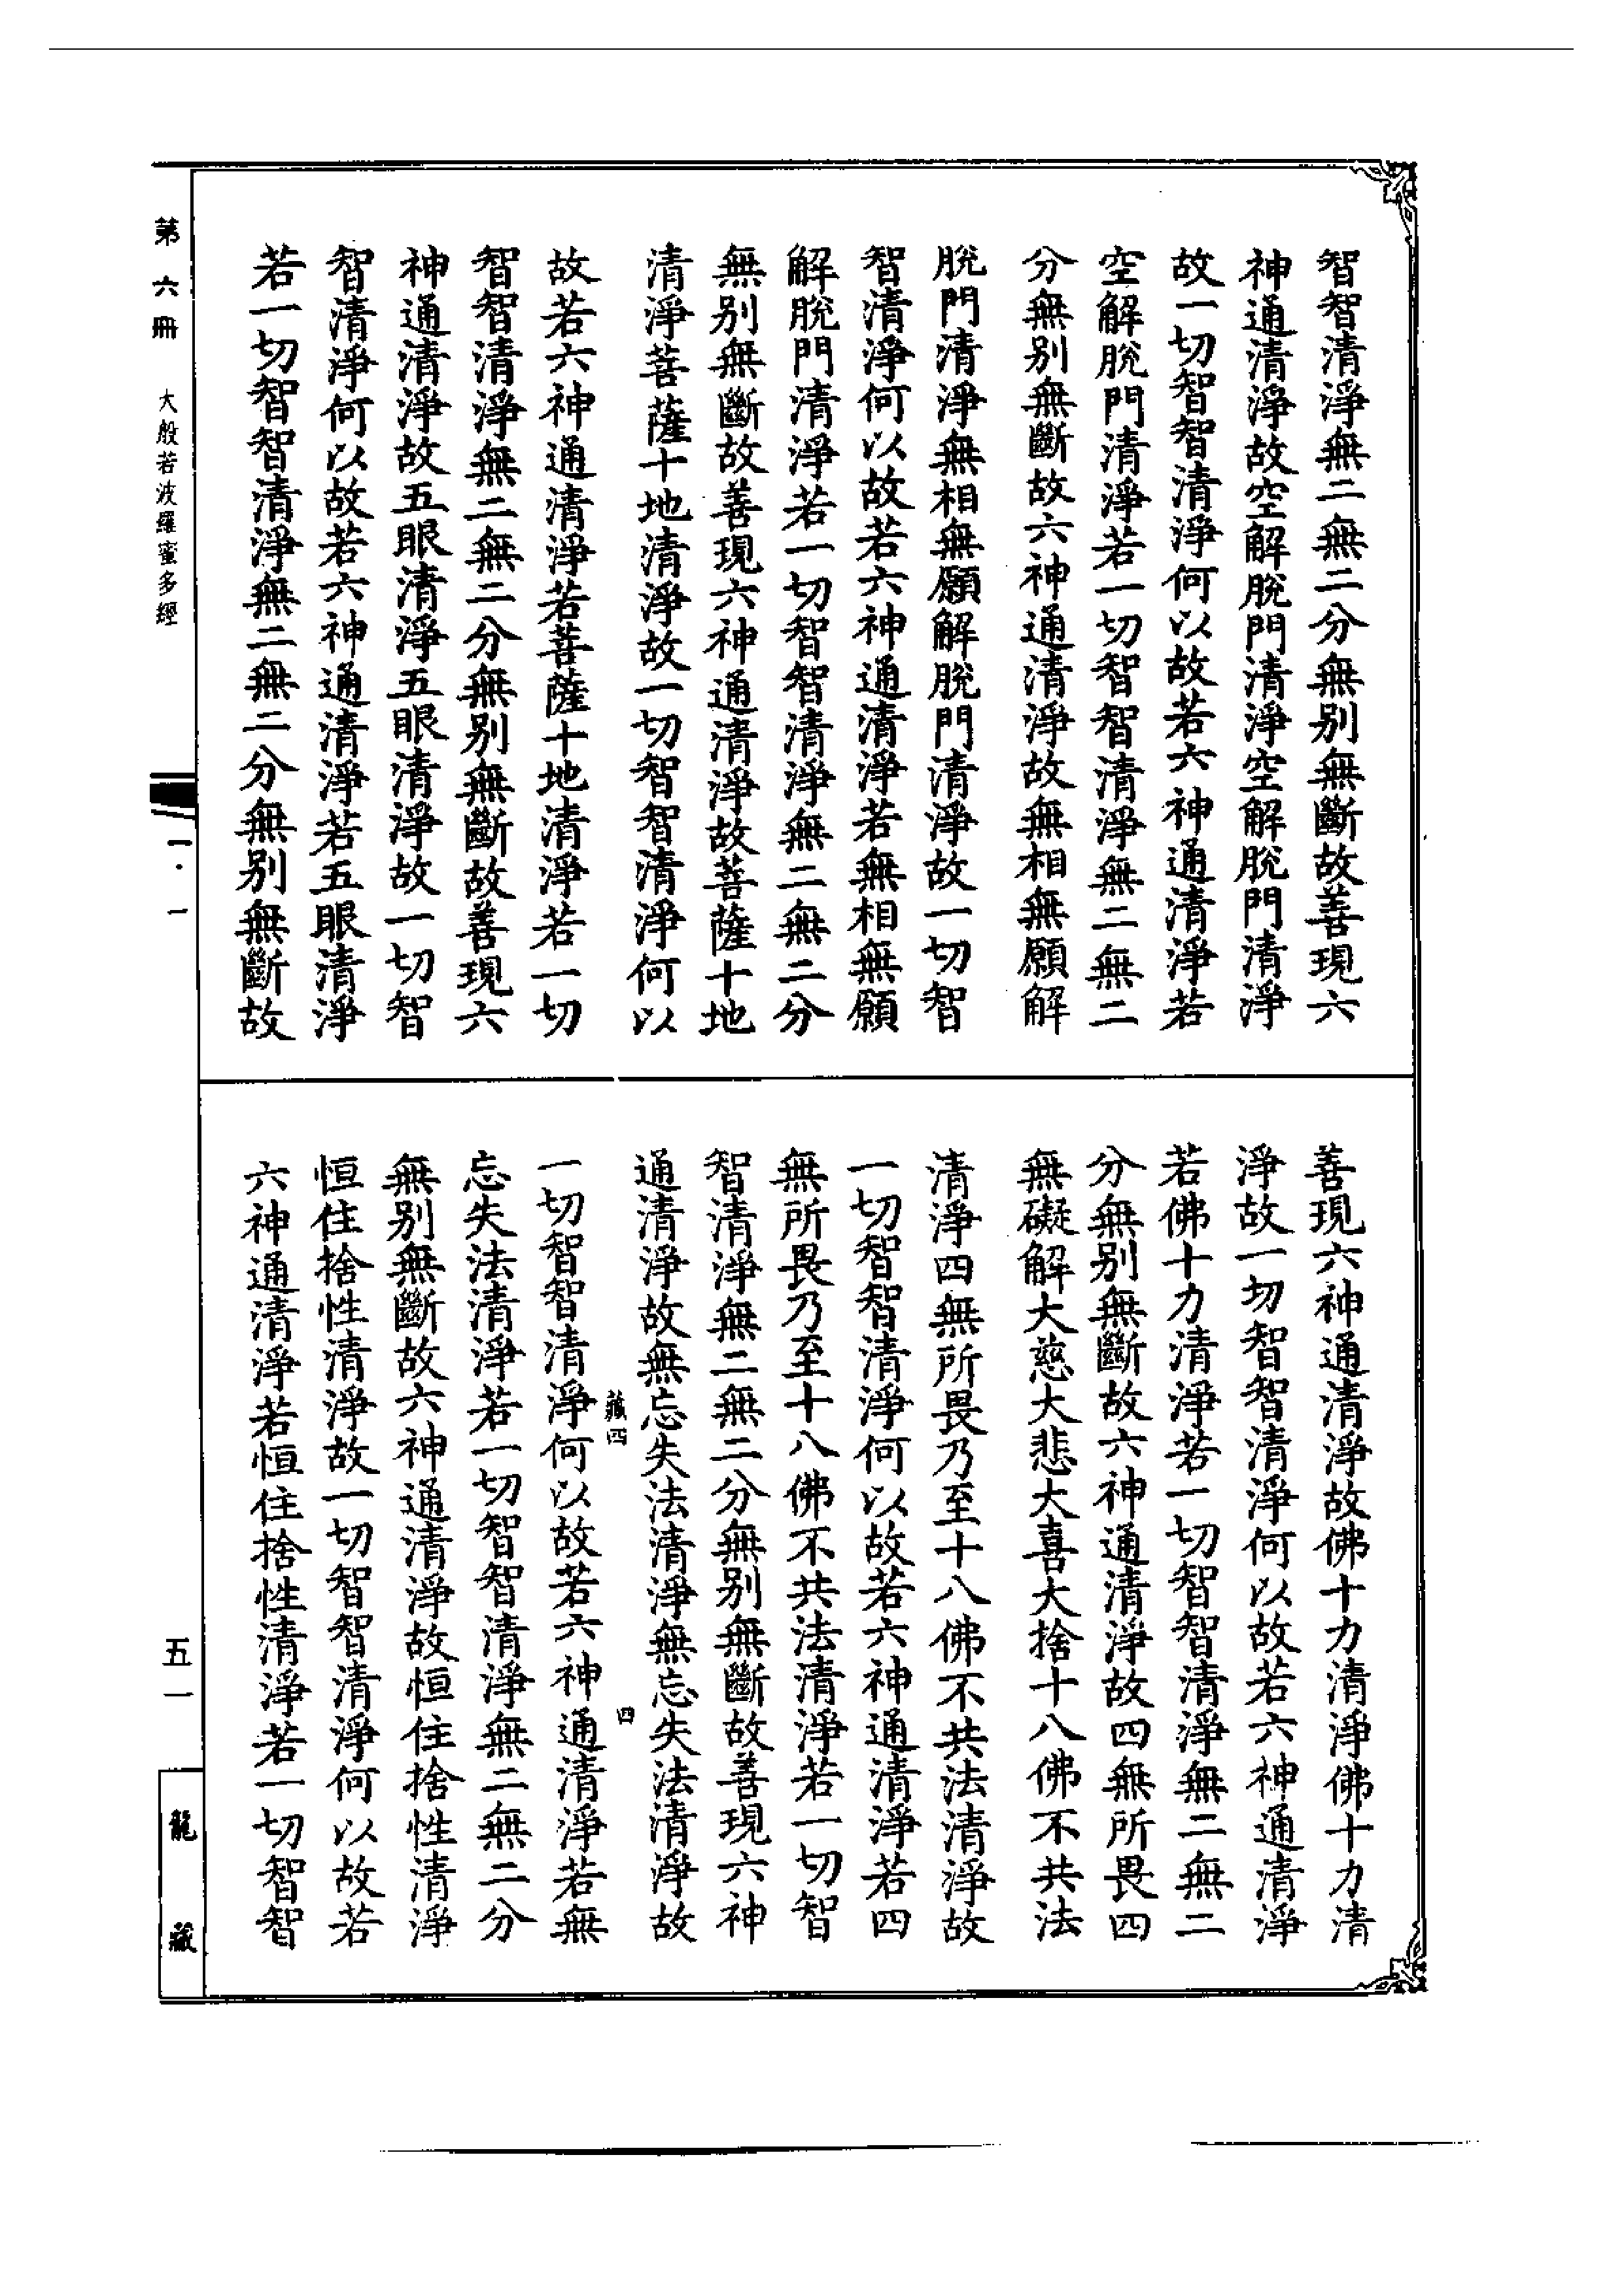 智智清淨無二無二分無別無斷故善現六
神通清淨故空解脫門清淨空解脫門清淨
故一切智智清淨何以故若六神通清淨若
空解脫門清淨若一切智智清淨無二無二
分無別無斷故六神通清淨故無相無願解
脫門清淨無相無願解脫門清淨故一切智
智清淨何以故若六神通清淨若無相無願
解脫門清淨若一切智智清淨無二無二分
無別無斷故善現六神通清淨故菩薩十地
清淨菩薩十地清淨故一切智智清淨何以
故若六神通清淨若菩薩十地清淨若一切
智智清淨無二無二分無別無斷故善現六
神通清淨故五眼清淨五眼清淨故一切智
智清淨何以故若六神通清淨若五眼清淨
若一切智智清淨無二無二分無別無斷故
善現六神通清淨故佛十力清淨佛十力清
淨故一切智智清淨何以故若六神通清淨
若佛十力清淨若一切智智清淨無二無二
分無別無斷故六神通清淨故四無所畏四
無礙解大慈大悲大喜大捨十八佛不共法
清淨四無所畏乃至十八佛不共法清淨故
一切智智清淨何以故若六神通清淨若四
無所畏乃至十八佛不共法清淨若一切智
智清淨無二無二分無別無斷故善現六神
通清淨故無忘失法清淨無忘失法清淨故
藏四 四
一切智智清淨何以故若六神通清淨若無
忘失法清淨若一切智智清淨無二無二分
無別無斷故六神通清淨故恒住捨性清淨
恒住捨性清淨故一切智智清淨何以故若
六神通清淨若恒住捨性清淨若一切智智
第六冊 大般若波羅蜜多經
一·一
五一
龍藏